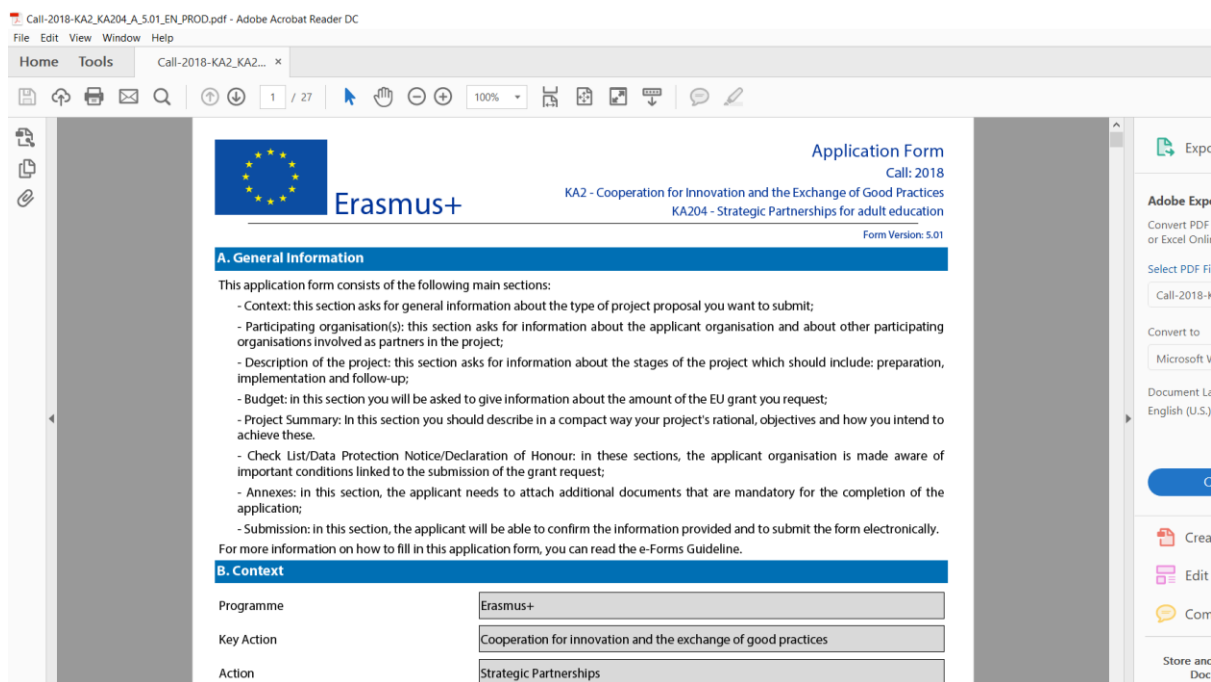 Call-2018-KA2_KA204_A_5.01_EN_PROD.pdf - Adobe Acrobat Reader DC
File Edit View Window Help
Home Tools Call-2018-KA2_KA2... ×
1 / 27 100%
Erasmus+
Application Form
Call: 2018
KA2 - Cooperation for Innovation and the Exchange of Good Practices
KA204 - Strategic Partnerships for adult education
Form Version: 5.01
A. General Information
This application form consists of the following main sections:
- Context: this section asks for general information about the type of project proposal you want to submit;
- Participating organisation(s): this section asks for information about the applicant organisation and about other participating
organisations involved as partners in the project;
- Description of the project: this section asks for information about the stages of the project which should include: preparation,
implementation and follow-up;
- Budget: in this section you will be asked to give information about the amount of the EU grant you request;
- Project Summary: In this section you should describe in a compact way your project's rational, objectives and how you intend to
achieve these.
- Check List/Data Protection Notice/Declaration of Honour: in these sections, the applicant organisation is made aware of
important conditions linked to the submission of the grant request;
- Annexes: in this section, the applicant needs to attach additional documents that are mandatory for the completion of the
application;
- Submission: in this section, the applicant will be able to confirm the information provided and to submit the form electronically.
For more information on how to fill in this application form, you can read the e-Forms Guideline.
B. Context
Programme Erasmus+
Key Action Cooperation for innovation and the exchange of good practices
Action Strategic Partnerships
Expo
Adobe Expo
Convert PDF
or Excel Onli
Select PDF Fi
Call-2018-K
Convert to
Microsoft W
Document La
English (U.S.)
C
Crea
Edit
Com
Store and
Doc